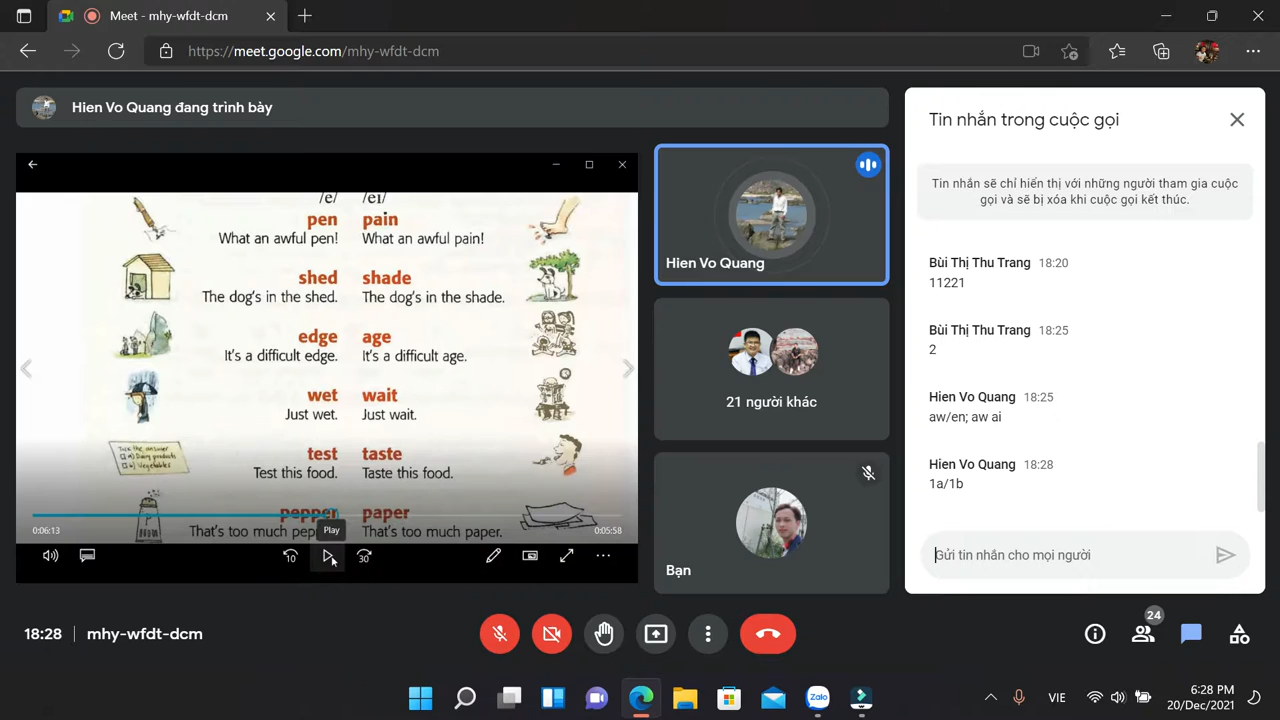 Meet - mhy-wfdt-dcm
https://meet.google.com/mhy-wfdt-dcm
Hien Vo Quang đang trình bày
/e/ /eɪ/
pen pain
What an awful pen! What an awful pain!
shed shade
The dog's in the shed. The dog's in the shade.
edge age
It's a difficult edge. It's a difficult age.
wet wait
Just wet. Just wait.
Tick the answer
a) Dairy products
b) Vegetables
test taste
Test this food. Taste this food.
pepper paper
That's too much pep That's too much paper.
0:06:13 0:05:58
Play
10 30
Hien Vo Quang
21 người khác
Bạn
Tin nhắn trong cuộc gọi
Tin nhắn sẽ chỉ hiển thị với những người tham gia cuộc
gọi và sẽ bị xóa khi cuộc gọi kết thúc.
Bùi Thị Thu Trang 18:20
11221
Bùi Thị Thu Trang 18:25
2
Hien Vo Quang 18:25
aw/en; aw ai
Hien Vo Quang 18:28
1a/1b
Gửi tin nhắn cho mọi người
18:28 mhy-wfdt-dcm
24
Zalo
VIE
6:28 PM
20/Dec/2021